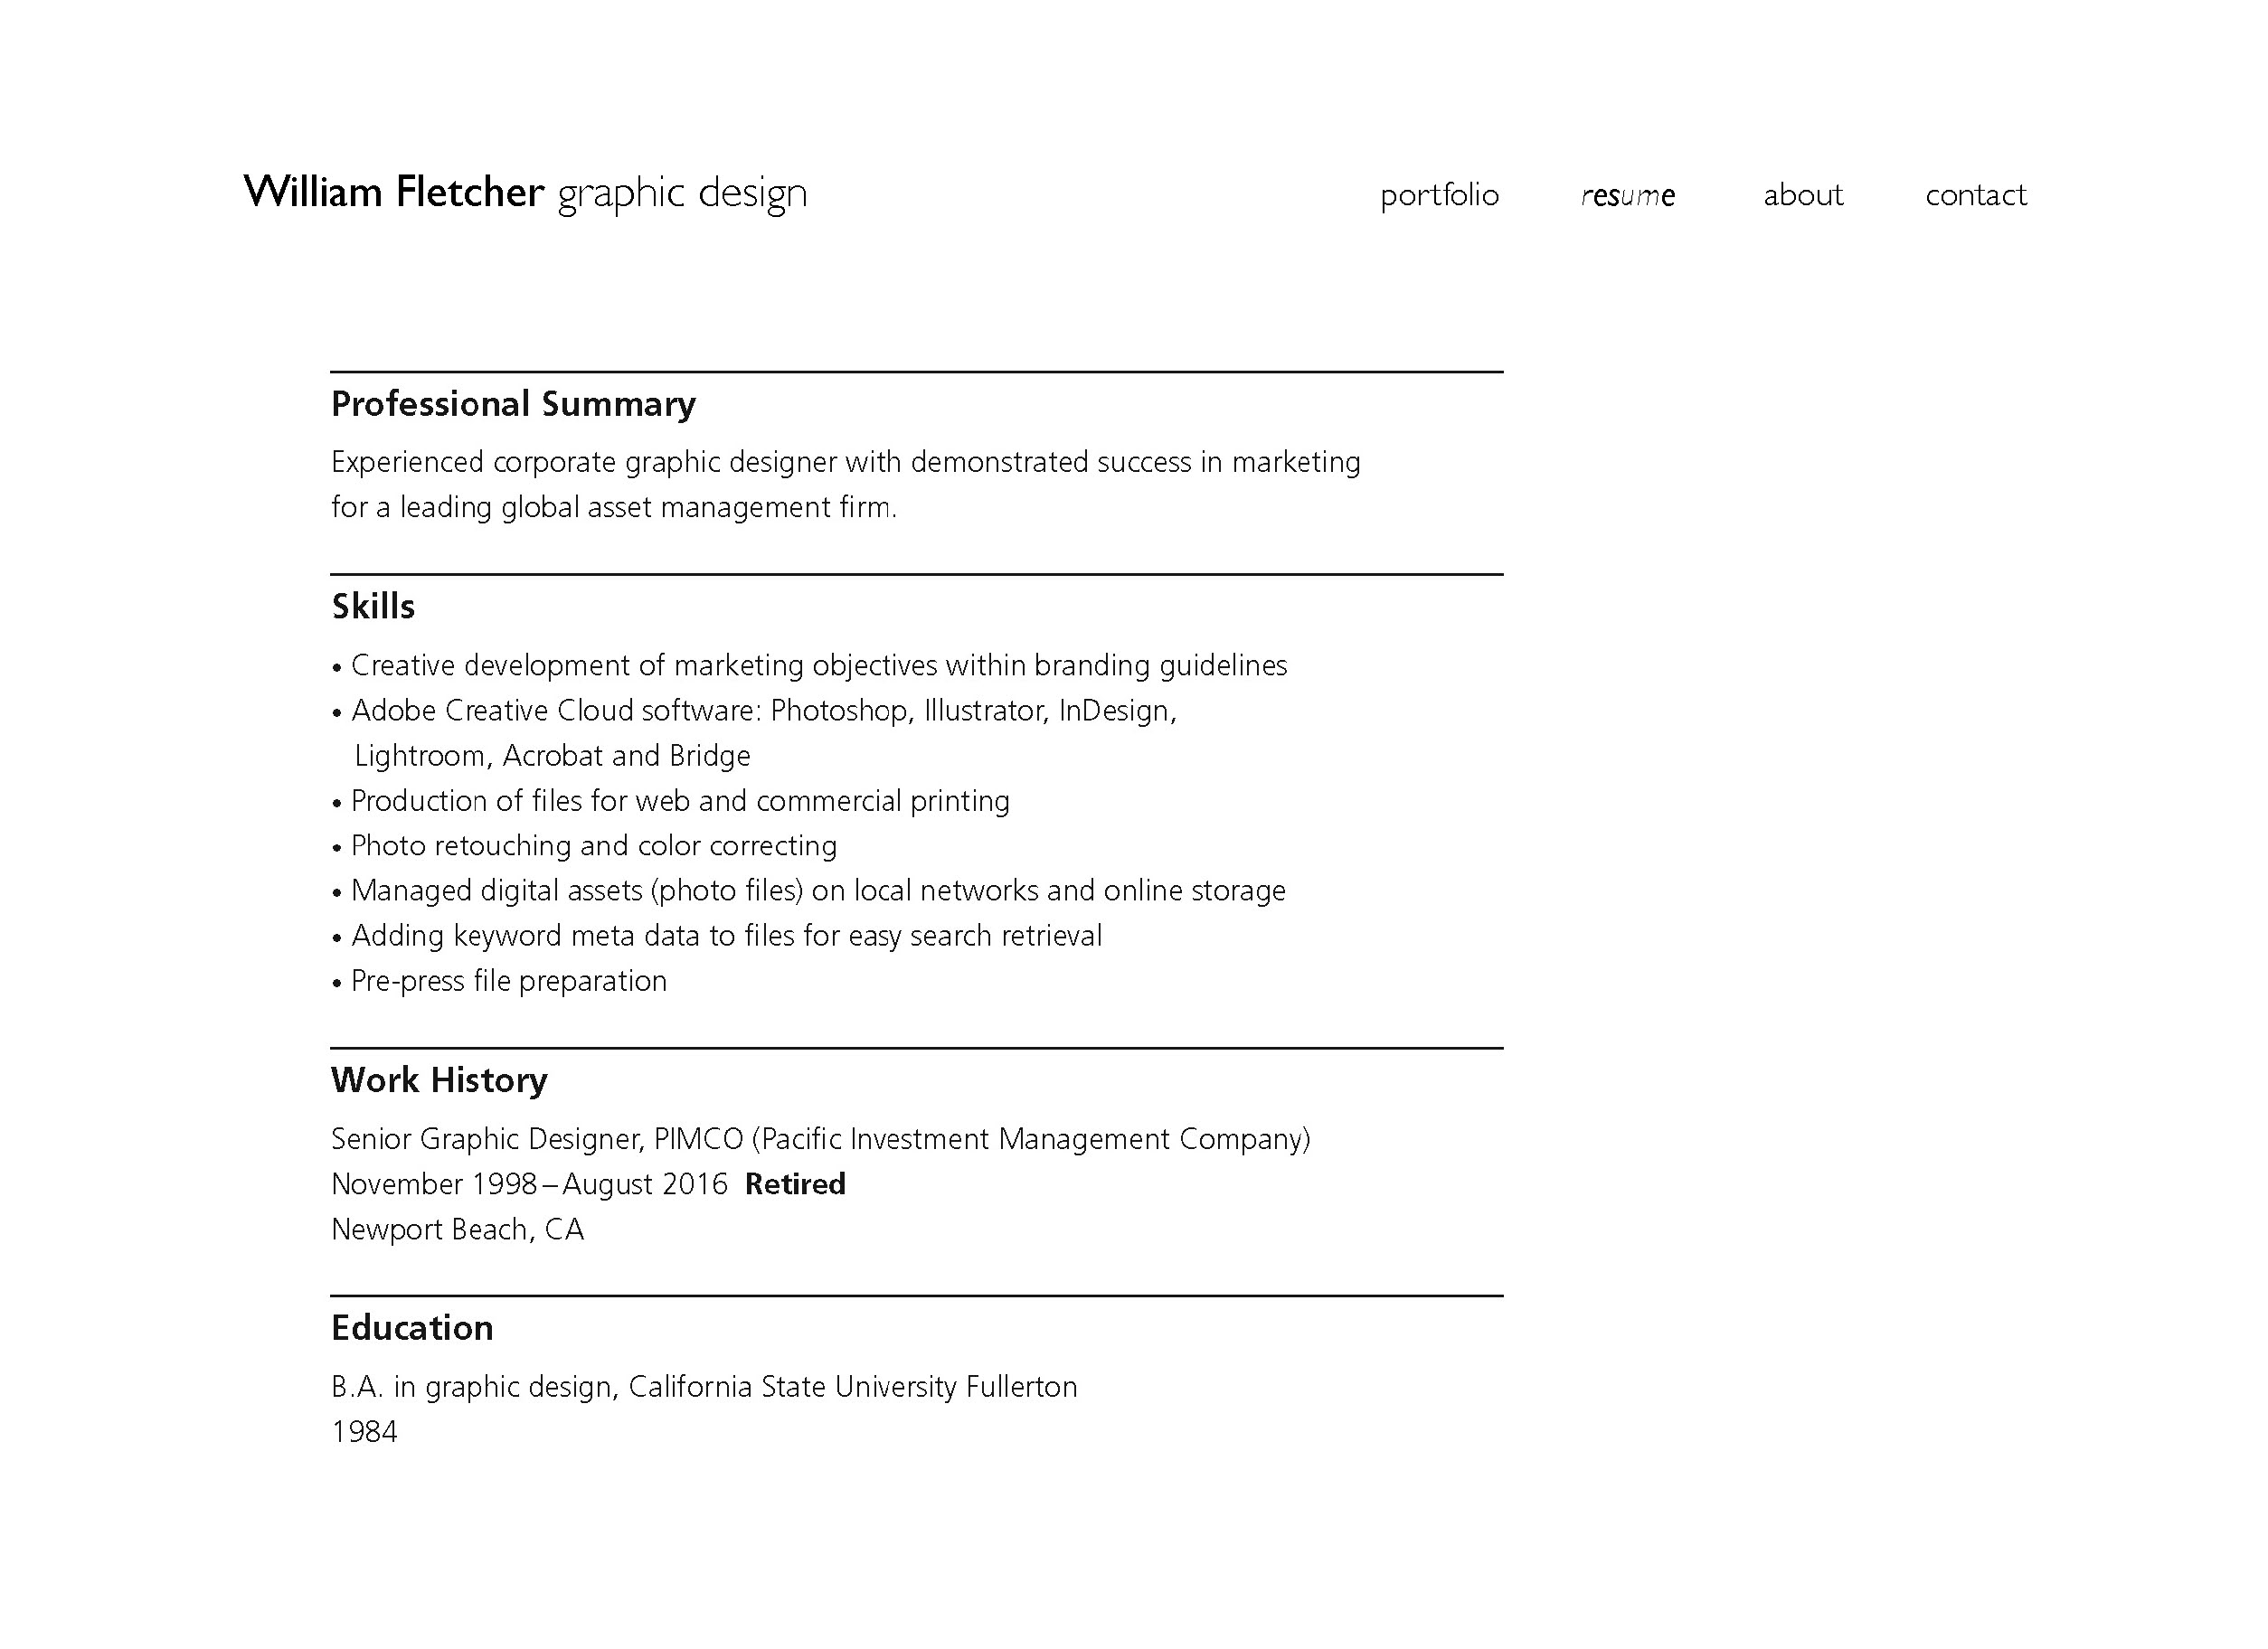 William Fletcher graphic design
portfolio resume about contact
Professional Summary
Experienced corporate graphic designer with demonstrated success in marketing
for a leading global asset management firm.
Skills
• Creative development of marketing objectives within branding guidelines
• Adobe Creative Cloud software: Photoshop, Illustrator, InDesign,
Lightroom, Acrobat and Bridge
• Production of files for web and commercial printing
• Photo retouching and color correcting
• Managed digital assets (photo files) on local networks and online storage
• Adding keyword meta data to files for easy search retrieval
• Pre-press file preparation
Work History
Senior Graphic Designer, PIMCO (Pacific Investment Management Company)
November 1998 – August 2016 Retired
Newport Beach, CA
Education
B.A. in graphic design, California State University Fullerton
1984